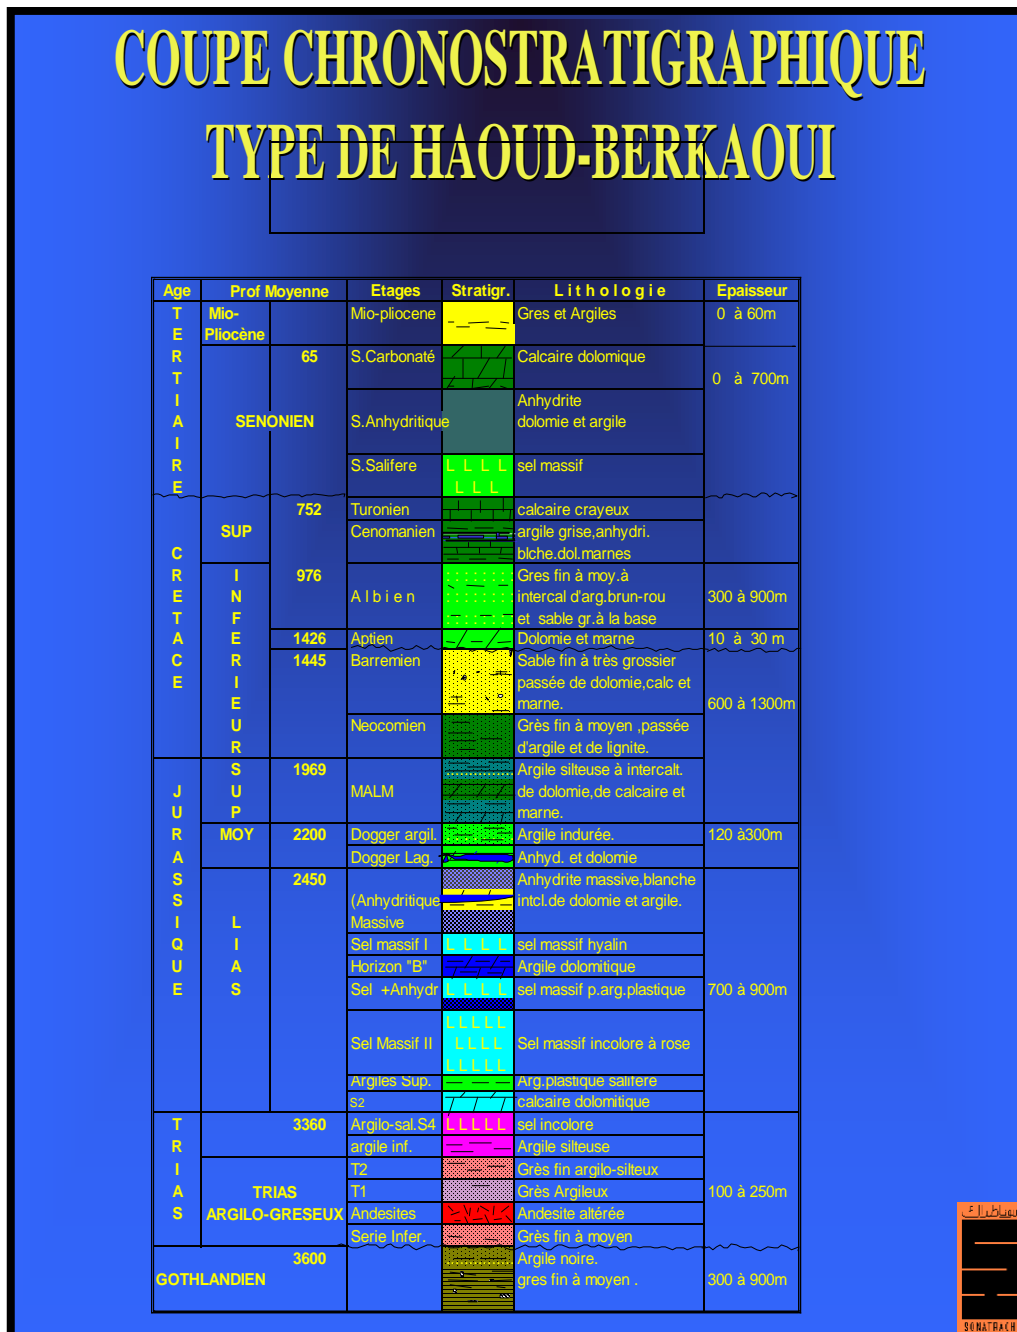 COUPE CHRONOSTRATIGRAPHIQUE
TYPE DE HAOUD-BERKAOUI
Age Prof Moyenne Etages Stratigr. Lithologie Epaisseur
TERTIAIRE
Mio-
Pliocène
Mio-pliocene Gres et Argiles 0 à 60m
65 S.Carbonaté Calcaire dolomique
0 à 700m
SENONIEN
Anhydrite
S.Anhydritique dolomie et argile
S.Salifere L L L L sel massif
L L L
CRETACE
SUP
752 Turonien calcaire crayeux
Cenomanien argile grise,anhydri.
blche.dol.marnes
INFERIEUR
976 Gres fin à moy.à
Albien intercal d'arg.brun-rou 300 à 900m
et sable gr.à la base
1426 Aptien Dolomie et marne 10 à 30 m
1445 Barremien Sable fin à très grossier
passée de dolomie,calc et
marne. 600 à 1300m
Neocomien Grès fin à moyen ,passée
d'argile et de lignite.
JURASSIQUE
SUP
1969 Argile silteuse à intercalt.
MALM de dolomie,de calcaire et
marne.
MOY 2200 Dogger argil. Argile indurée. 120 à300m
Dogger Lag. Anhyd. et dolomie
LIAS
2450 Anhydrite massive,blanche
(Anhydritique intcl.de dolomie et argile.
Massive
Sel massif I L L L L sel massif hyalin
Horizon "B" Argile dolomitique
Sel +Anhydr L L L L sel massif p.arg.plastique 700 à 900m
L L L L L
Sel Massif II L L L L Sel massif incolore à rose
L L L L L
Argiles Sup. Arg.plastique salifere
S2 calcaire dolomitique
TRIAS
3360 Argilo-sal.S4 L L L L L sel incolore
argile inf. Argile silteuse
T2 Grès fin argilo-silteux
TRIAS T1 Grès Argileux 100 à 250m
ARGILO-GRESEUX Andesites Andesite altérée
Serie Infer. Grès fin à moyen
3600 Argile noire.
GOTHLANDIEN gres fin à moyen . 300 à 900m
SONATRACH